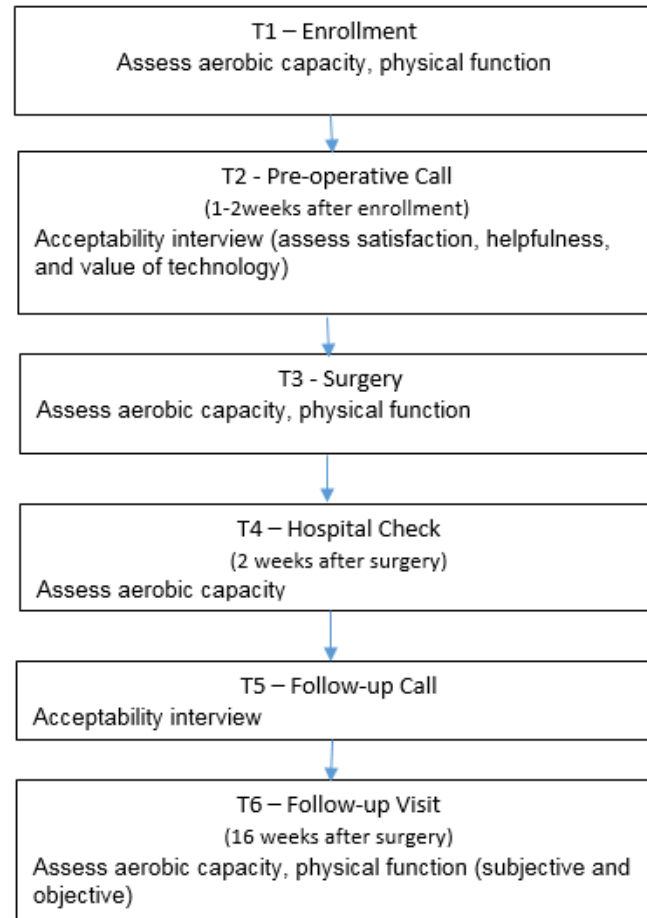 T1 – Enrollment
Assess aerobic capacity, physical function
T2 - Pre-operative Call
(1-2weeks after enrollment)
Acceptability interview (assess satisfaction, helpfulness,
and value of technology)
T3 - Surgery
Assess aerobic capacity, physical function
T4 – Hospital Check
(2 weeks after surgery)
Assess aerobic capacity
T5 – Follow-up Call
Acceptability interview
T6 – Follow-up Visit
(16 weeks after surgery)
Assess aerobic capacity, physical function (subjective and
objective)